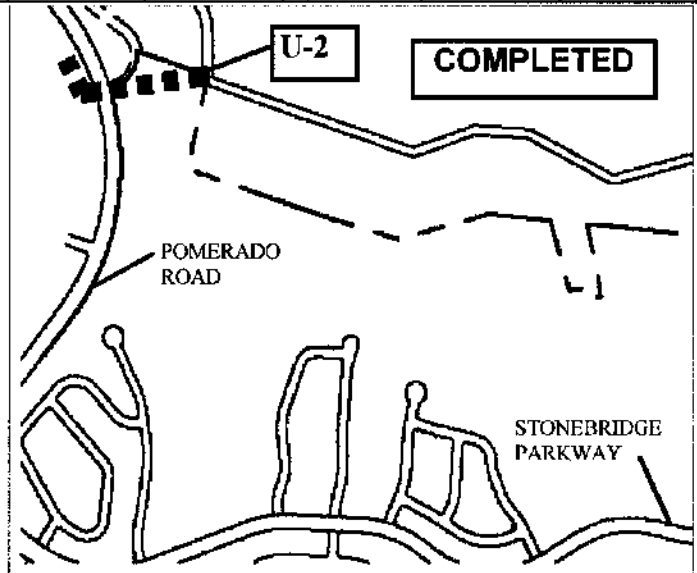 U-2
COMPLETED
POMERADO
ROAD
STONEBRIDGE
PARKWAY